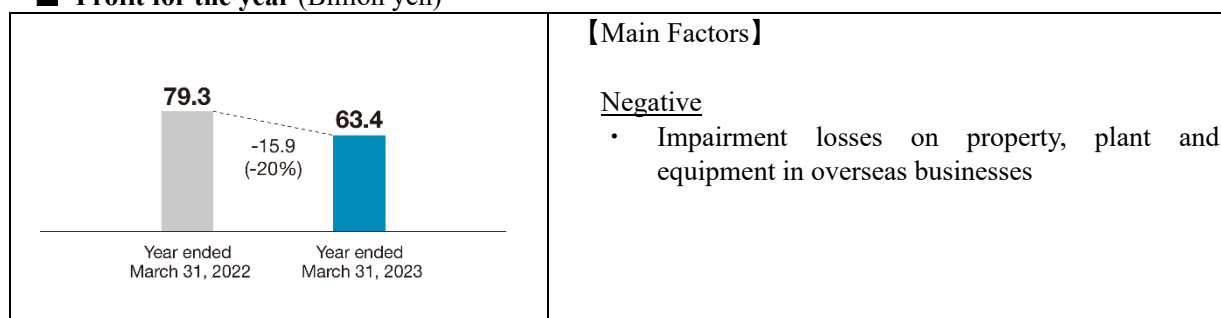 ■ Profit for the year (Billion yen)
79.3
63.4
-15.9
(-20%)
Year ended
March 31, 2022
Year ended
March 31, 2023
【Main Factors】
Negative
・ Impairment losses on property, plant and
equipment in overseas businesses